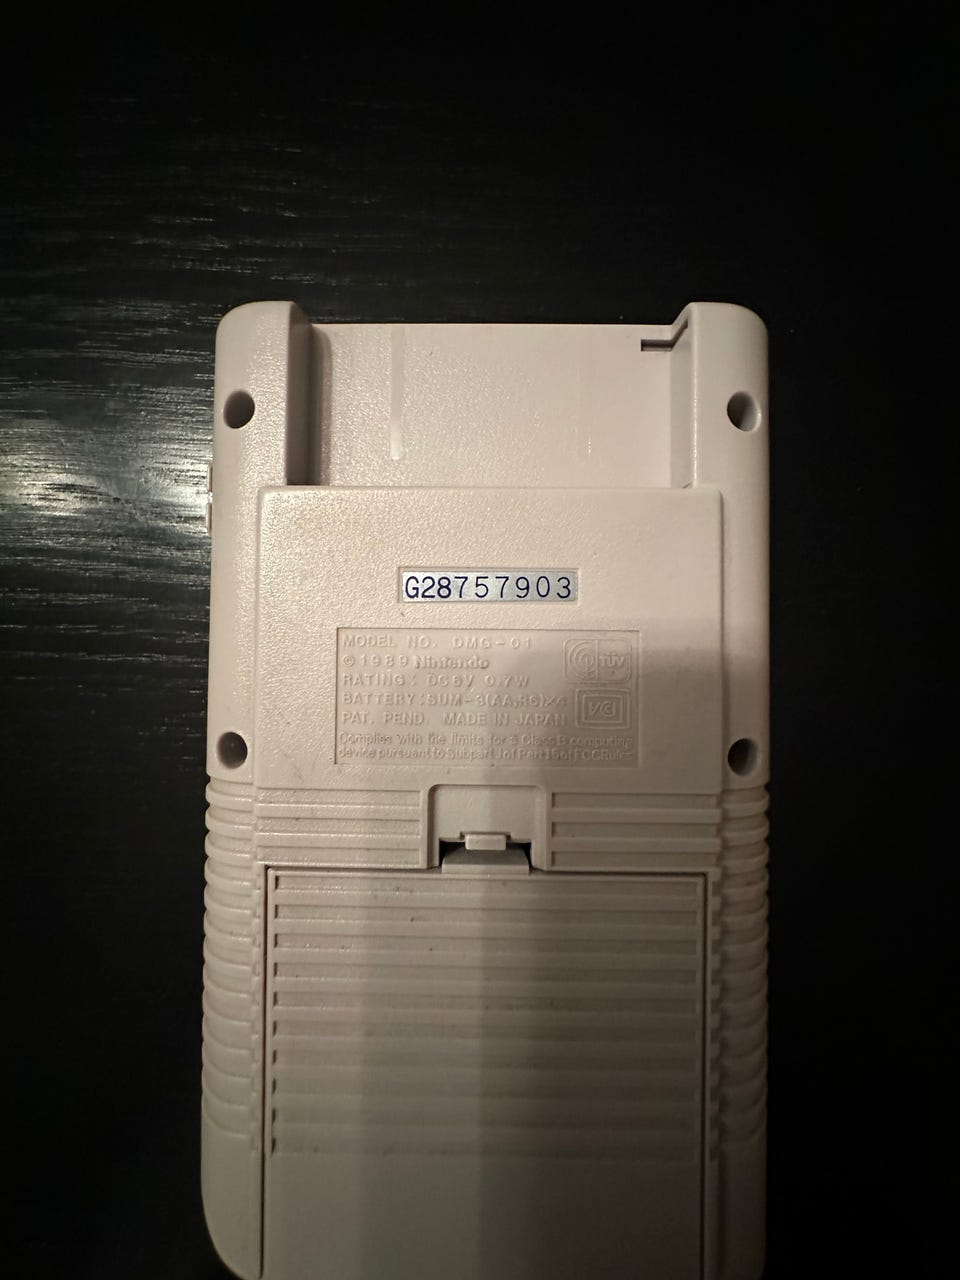 G28757903
MODEL NO. DMG-01
©1989 Nintendo
RATING: DC6V 0.7W
BATTERY:SUM-3(AA,R6)×4
PAT. PEND. MADE IN JAPAN
Complies with the limits for a Class B computing
device pursuant to Subpart J of Part 15 of FCC Rules
TÜV